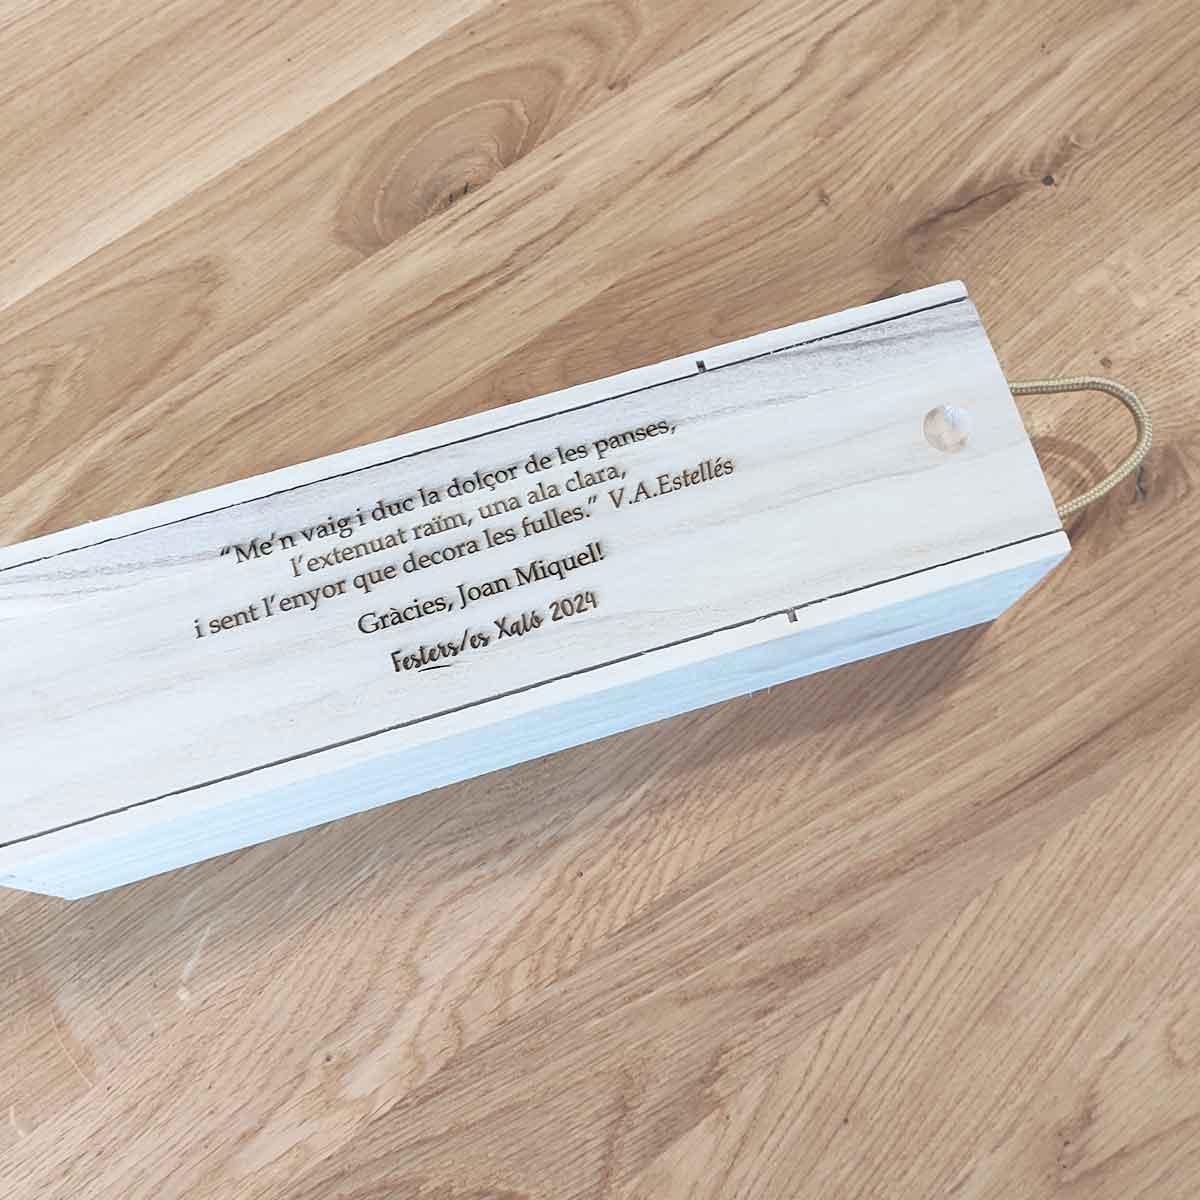 “Me’n vaig i duc la dolçor de les panses,
l’extenuat raïm, una ala clara,
i sent l’enyor que decora les fulles.” V.A.Estellés
Gràcies, Joan Miquel!
Festers/es Xaló 2024